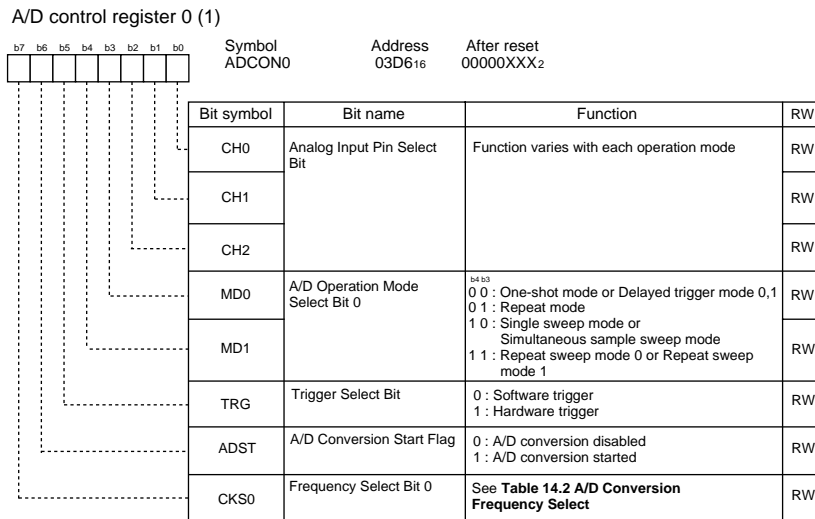 A/D control register 0 (1)
b7 b6 b5 b4 b3 b2 b1 b0
Symbol Address After reset
ADCON0 03D616 00000XXX2
Bit symbol Bit name Function RW
CH0 Analog Input Pin Select Function varies with each operation mode RW
Bit
CH1 RW
CH2 RW
MD0 A/D Operation Mode RW
Select Bit 0
b4 b3
0 0 : One-shot mode or Delayed trigger mode 0,1
0 1 : Repeat mode
1 0 : Single sweep mode or
Simultaneous sample sweep mode
MD1 RW
1 1 : Repeat sweep mode 0 or Repeat sweep
mode 1
TRG Trigger Select Bit 0 : Software trigger RW
1 : Hardware trigger
ADST A/D Conversion Start Flag 0 : A/D conversion disabled RW
1 : A/D conversion started
CKS0 Frequency Select Bit 0 See Table 14.2 A/D Conversion RW
Frequency Select